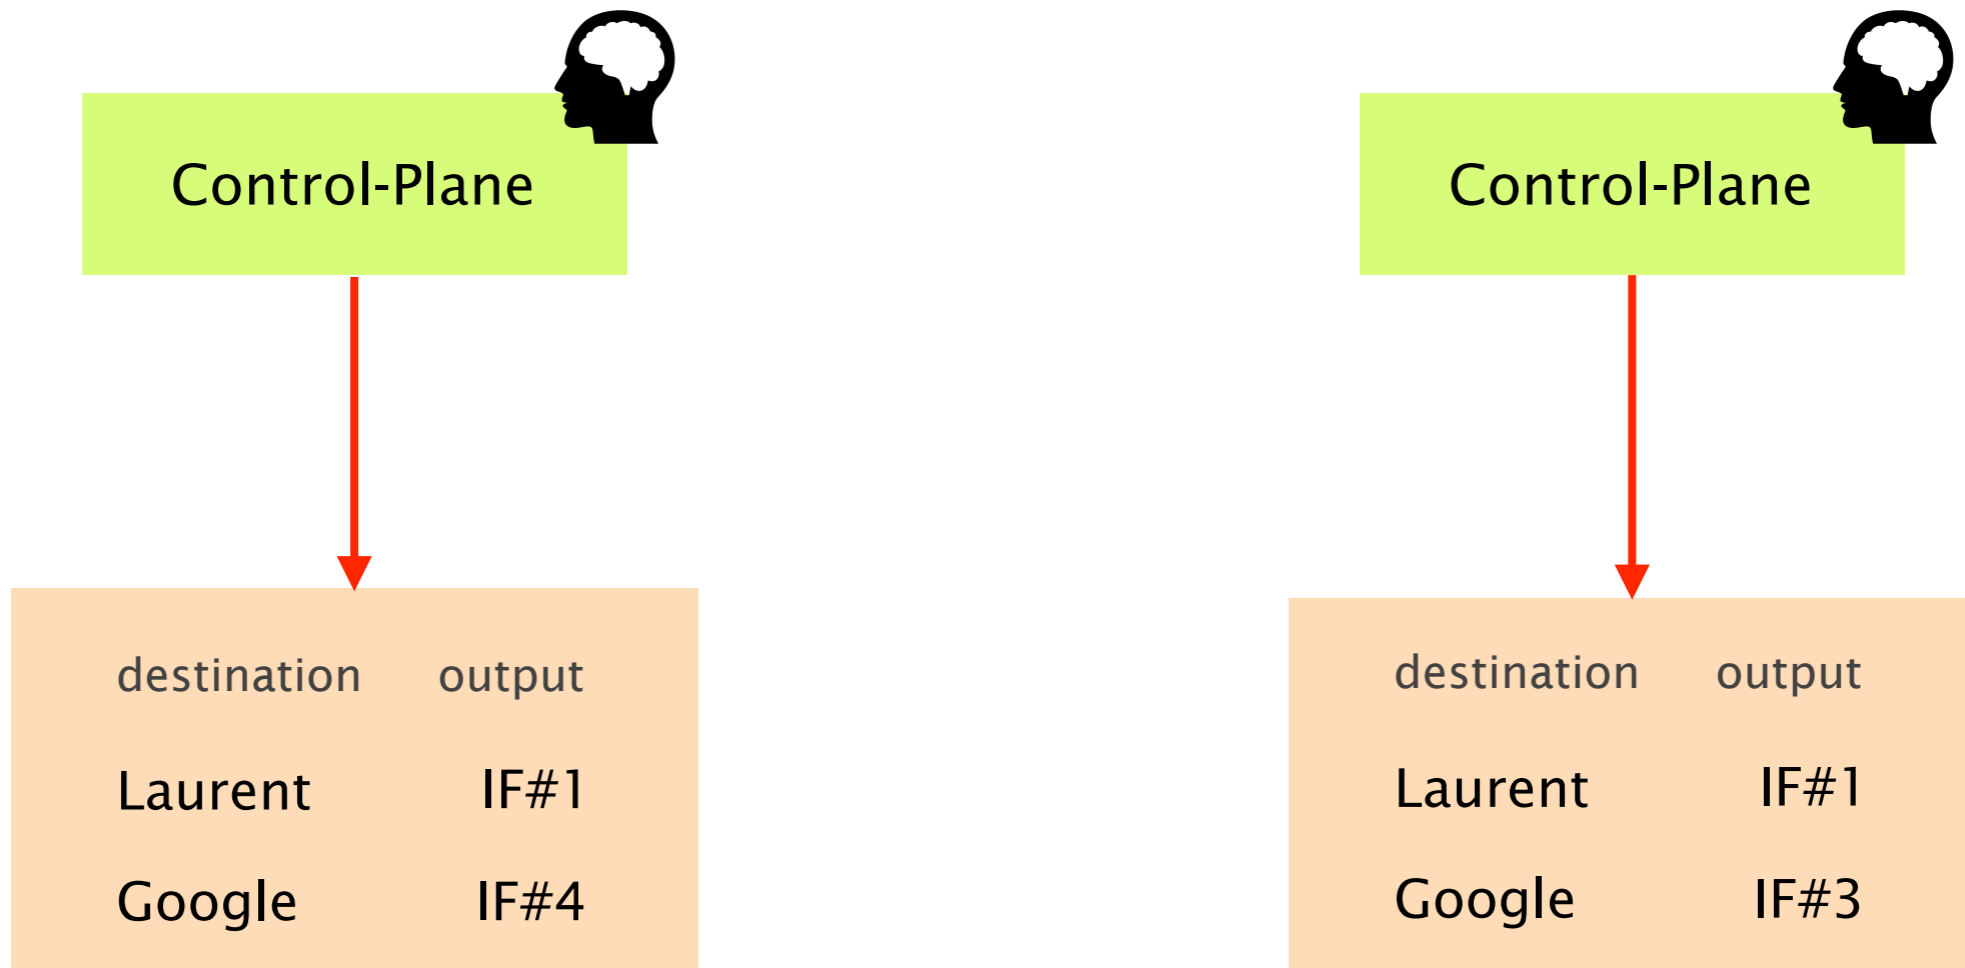 Control-Plane
destination output
Laurent IF#1
Google IF#4
Control-Plane
destination output
Laurent IF#1
Google IF#3